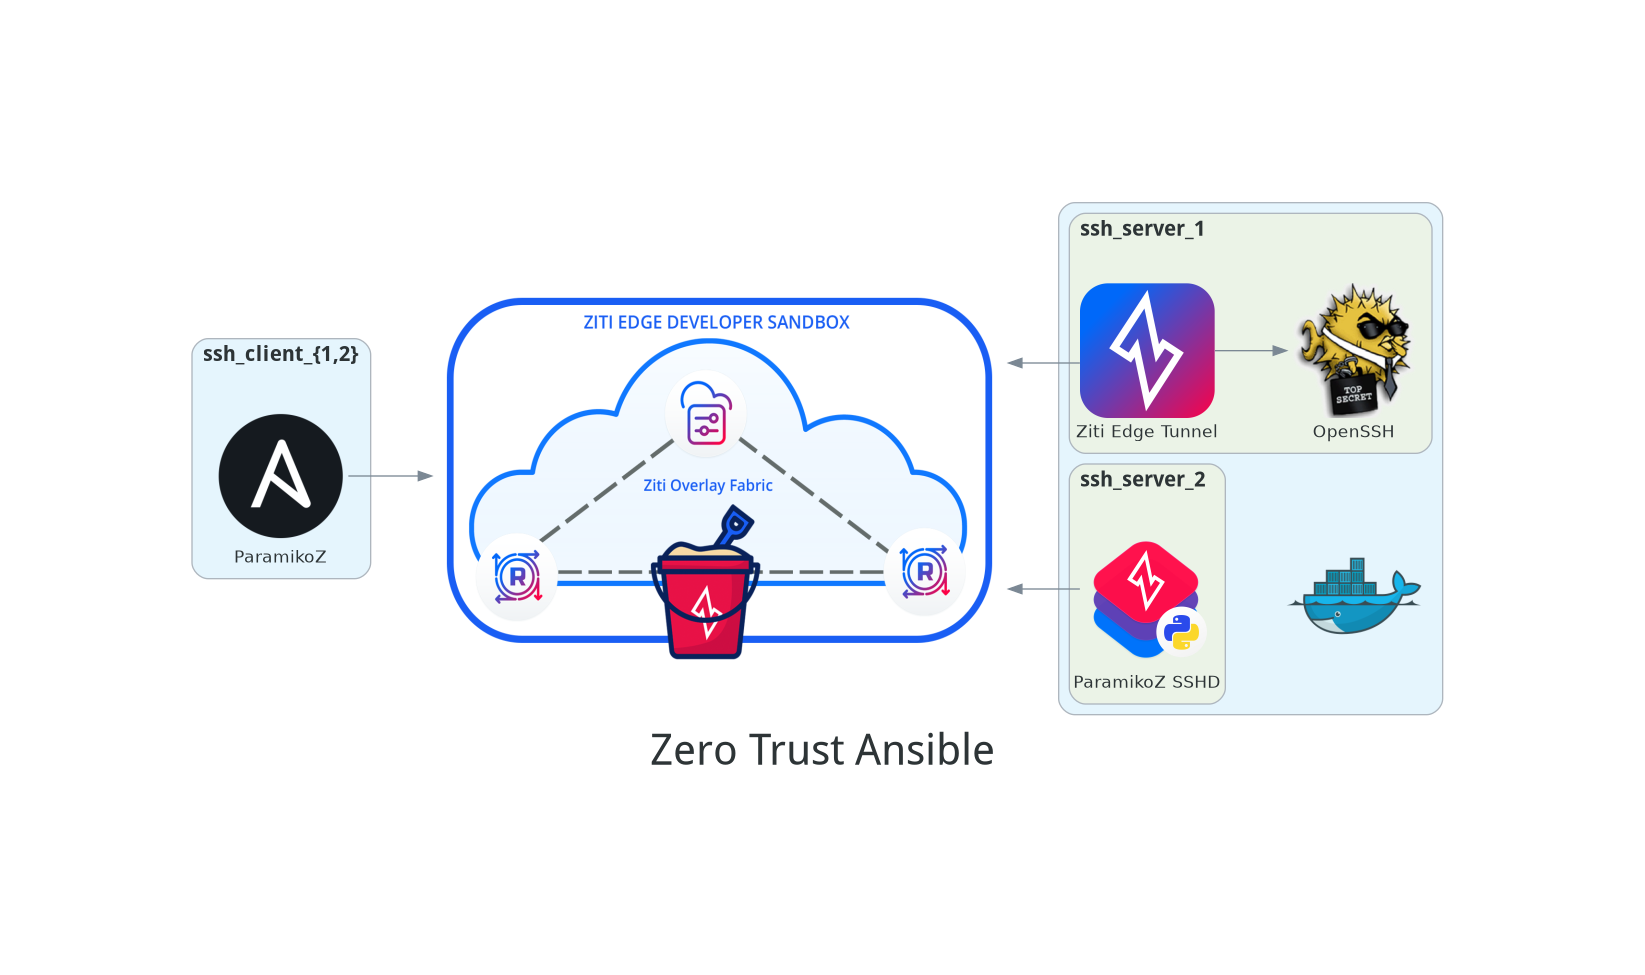 ssh_client_{1,2}
ParamikoZ
ZITI EDGE DEVELOPER SANDBOX
Ziti Overlay Fabric
R
R
ssh_server_1
Ziti Edge Tunnel
TOP
SECRET
OpenSSH
ssh_server_2
ParamikoZ SSHD
Zero Trust Ansible